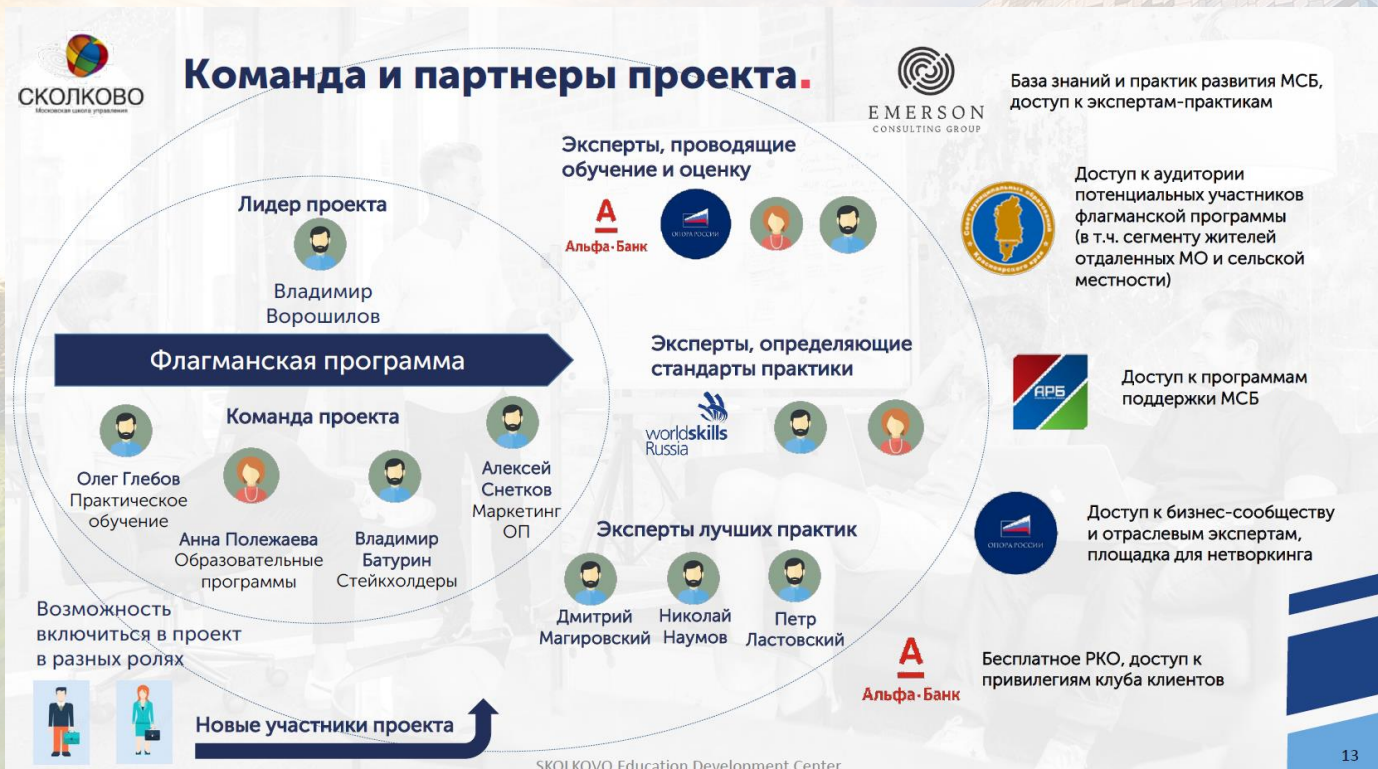 СКОЛКОВО
Московская школа управления
Команда и партнеры проекта.
Лидер проекта
Владимир
Ворошилов
Флагманская программа
Команда проекта
Олег Глебов
Практическое
обучение
Анна Полежаева
Образовательные
программы
Владимир
Батурин
Стейкхолдеры
Алексей
Снетков
Маркетинг
ОП
Возможность
включиться в проект
в разных ролях
Новые участники проекта
Эксперты, проводящие
обучение и оценку
А
Альфа·Банк
ОПОРА РОССИИ
Эксперты, определяющие
стандарты практики
worldskills
Russia
Эксперты лучших практик
Дмитрий
Магировский
Николай
Наумов
Петр
Ластовский
EMERSON
CONSULTING GROUP
База знаний и практик развития МСБ,
доступ к экспертам-практикам
Совет муниципальных образований
Красноярского края
Доступ к аудитории
потенциальных участников
флагманской программы
(в т.ч. сегменту жителей
отдаленных МО и сельской
местности)
АРБ
Доступ к программам
поддержки МСБ
ОПОРА РОССИИ
Доступ к бизнес-сообществу
и отраслевым экспертам,
площадка для нетворкинга
А
Альфа·Банк
Бесплатное РКО, доступ к
привилегиям клуба клиентов
SKOLKOVO Education Development Center
13